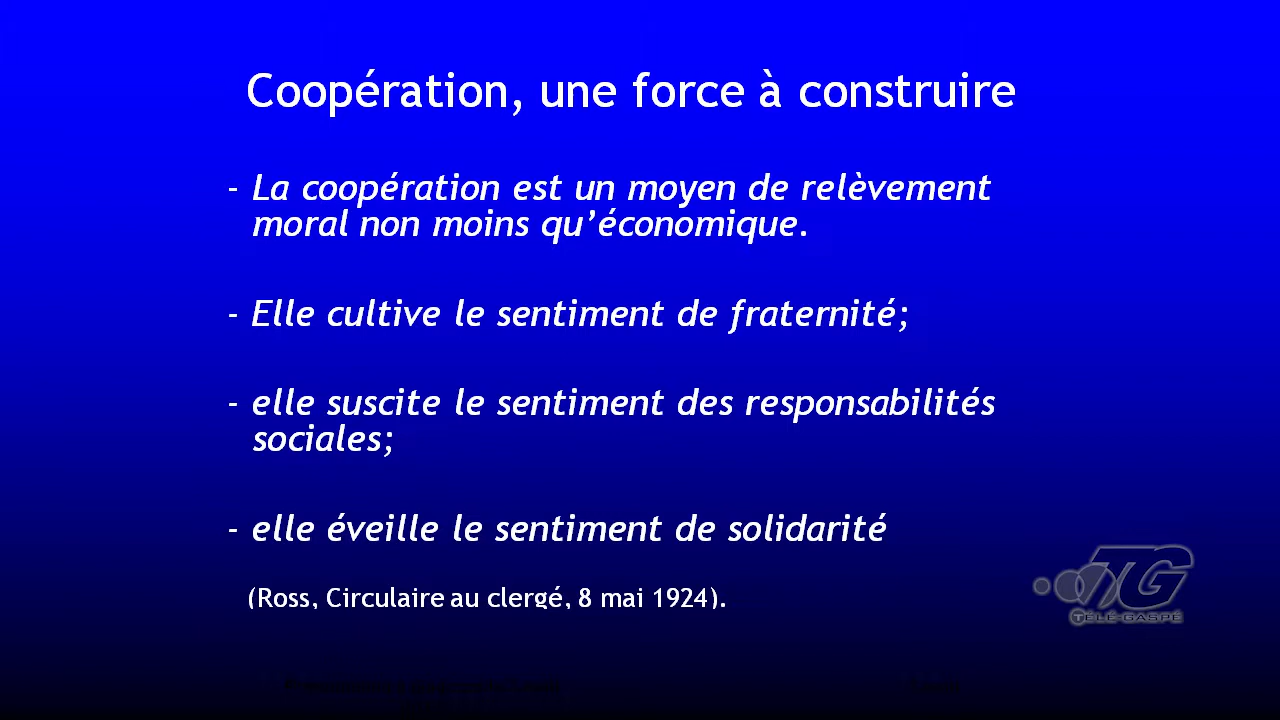 Coopération, une force à construire
- La coopération est un moyen de relèvement
moral non moins qu’économique.
- Elle cultive le sentiment de fraternité;
- elle suscite le sentiment des responsabilités
sociales;
- elle éveille le sentiment de solidarité
(Ross, Circulaire au clergé, 8 mai 1924).
TG
TÉLÉ-GASPÉ